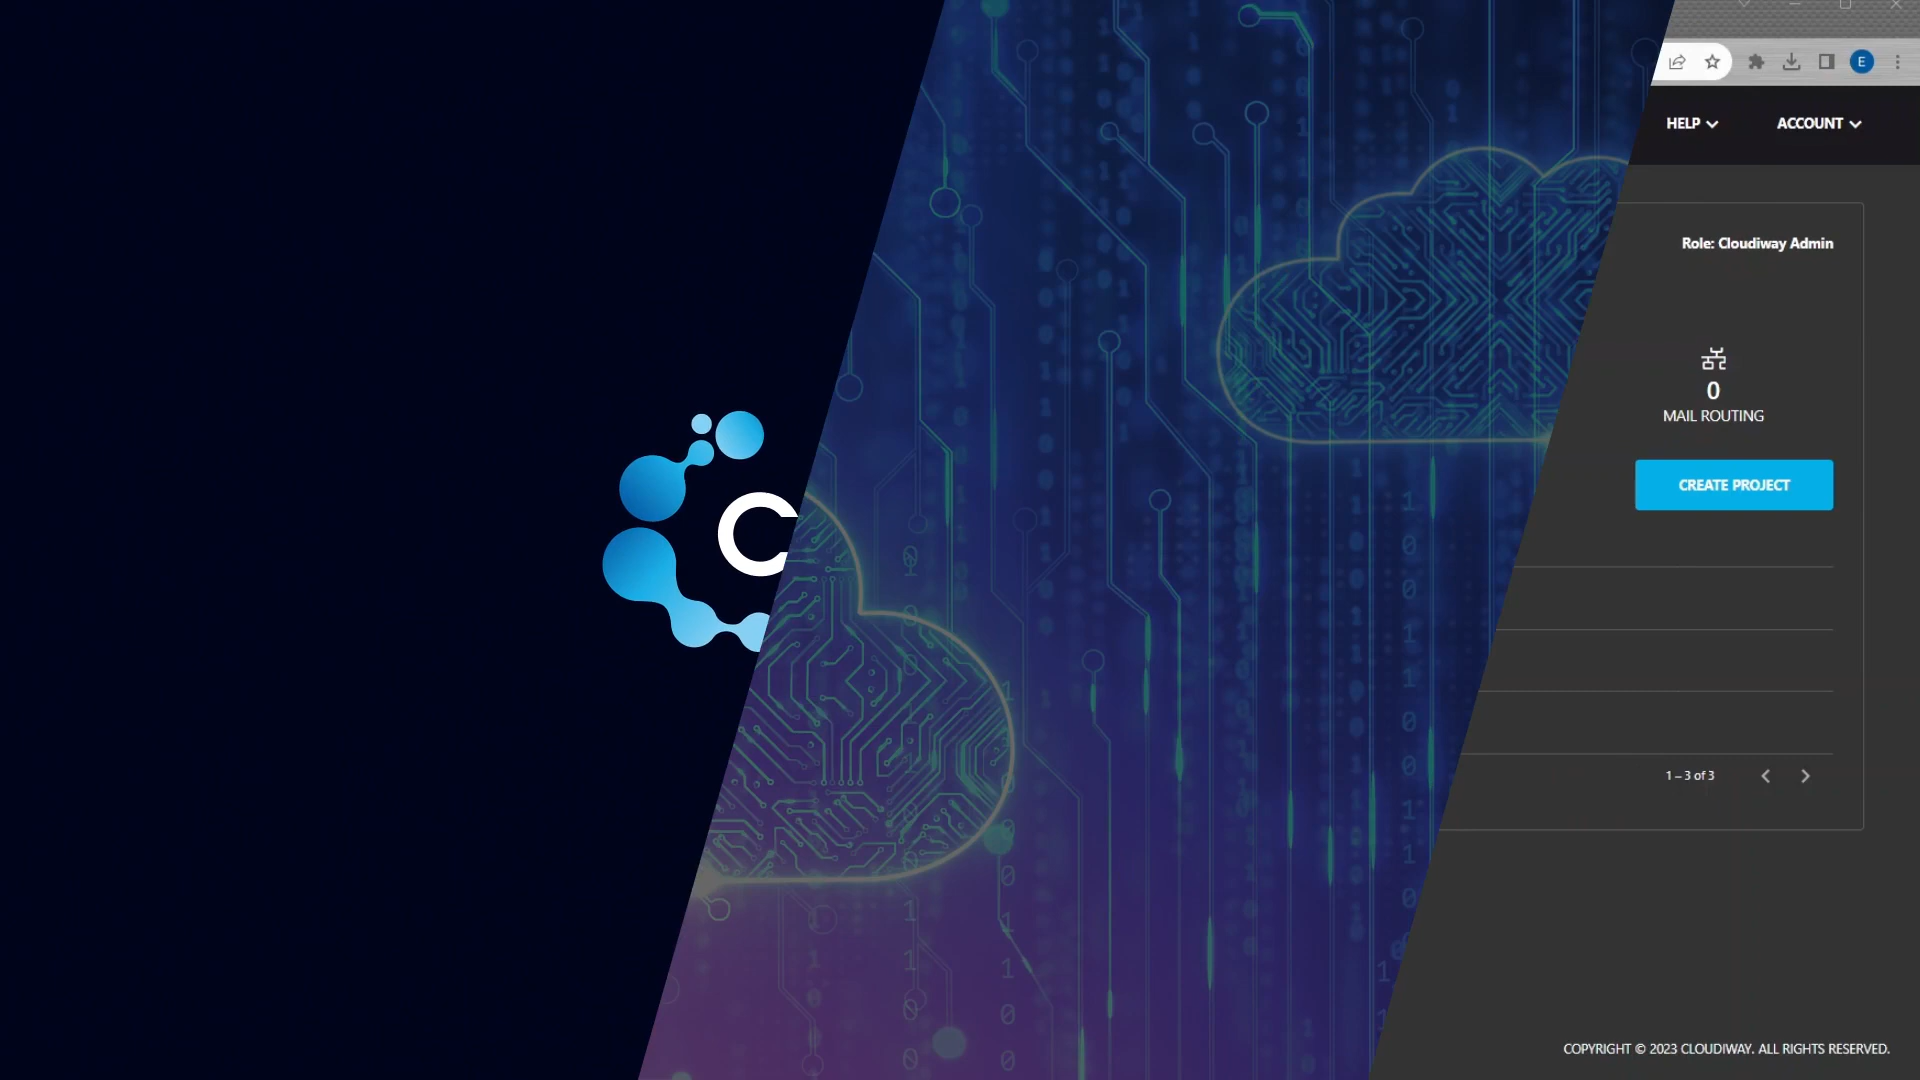 C
E
HELP
ACCOUNT
Role: Cloudiway Admin
0
MAIL ROUTING
CREATE PROJECT
1 – 3 of 3
COPYRIGHT © 2023 CLOUDIWAY. ALL RIGHTS RESERVED.